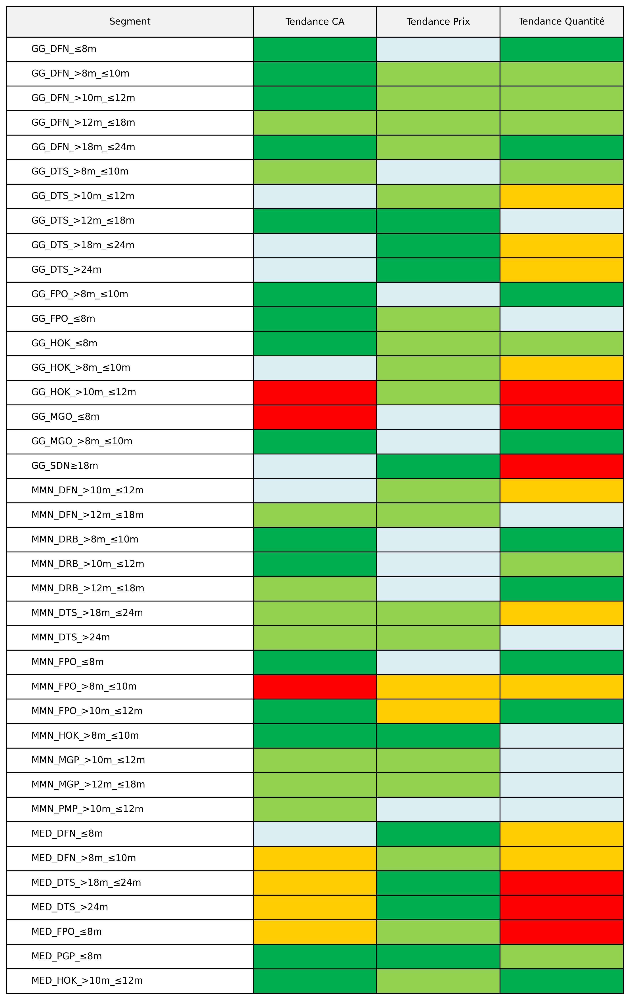 Segment Tendance CA Tendance Prix Tendance Quantité
GG_DFN_≤8m
GG_DFN_>8m_≤10m
GG_DFN_>10m_≤12m
GG_DFN_>12m_≤18m
GG_DFN_>18m_≤24m
GG_DTS_>8m_≤10m
GG_DTS_>10m_≤12m
GG_DTS_>12m_≤18m
GG_DTS_>18m_≤24m
GG_DTS_>24m
GG_FPO_>8m_≤10m
GG_FPO_≤8m
GG_HOK_≤8m
GG_HOK_>8m_≤10m
GG_HOK_>10m_≤12m
GG_MGO_≤8m
GG_MGO_>8m_≤10m
GG_SDN≥18m
MMN_DFN_>10m_≤12m
MMN_DFN_>12m_≤18m
MMN_DRB_>8m_≤10m
MMN_DRB_>10m_≤12m
MMN_DRB_>12m_≤18m
MMN_DTS_>18m_≤24m
MMN_DTS_>24m
MMN_FPO_≤8m
MMN_FPO_>8m_≤10m
MMN_FPO_>10m_≤12m
MMN_HOK_>8m_≤10m
MMN_MGP_>10m_≤12m
MMN_MGP_>12m_≤18m
MMN_PMP_>10m_≤12m
MED_DFN_≤8m
MED_DFN_>8m_≤10m
MED_DTS_>18m_≤24m
MED_DTS_>24m
MED_FPO_≤8m
MED_PGP_≤8m
MED_HOK_>10m_≤12m